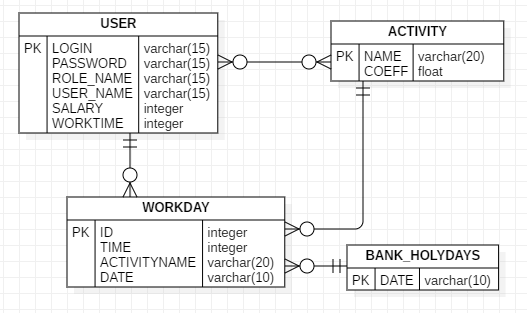 USER
PK LOGIN varchar(15)
PASSWORD varchar(15)
ROLE_NAME varchar(15)
USER_NAME varchar(15)
SALARY integer
WORKTIME integer
ACTIVITY
PK NAME varchar(20)
COEFF float
WORKDAY
PK ID integer
TIME integer
ACTIVITYNAME varchar(20)
DATE varchar(10)
BANK_HOLYDAYS
PK DATE varchar(10)